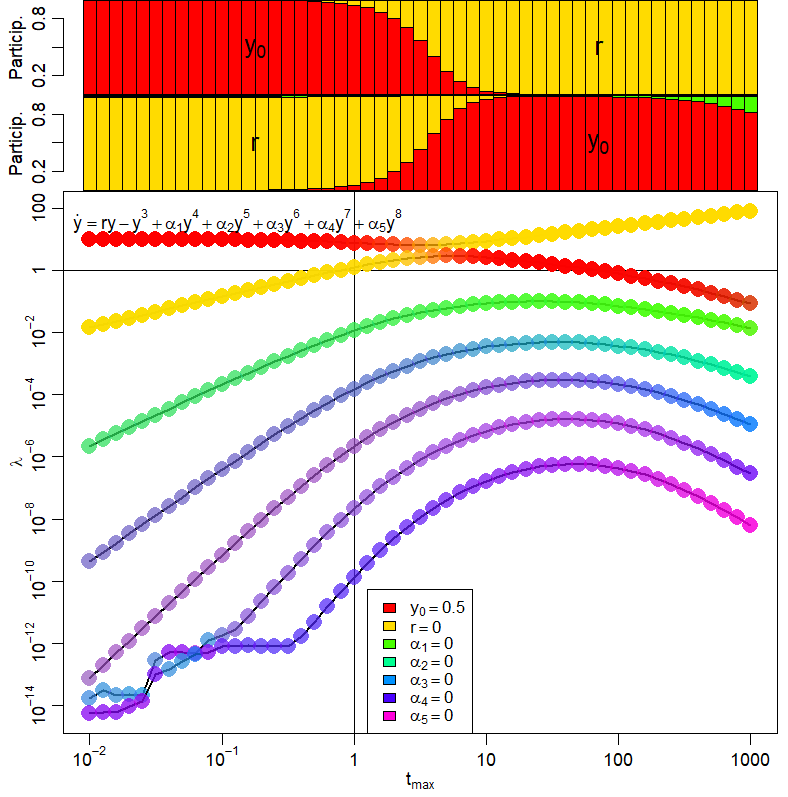 Particip.
0.8
0.2
y₀
r
Particip.
0.8
0.2
r
y₀
ẏ = ry − y³ + α₁y⁴ + α₂y⁵ + α₃y⁶ + α₄y⁷ + α₅y⁸
λ
100
1
10⁻²
10⁻⁴
10⁻⁶
10⁻⁸
10⁻¹⁰
10⁻¹²
10⁻¹⁴
y₀ = 0.5
r = 0
α₁ = 0
α₂ = 0
α₃ = 0
α₄ = 0
α₅ = 0
10⁻² 10⁻¹ 1 10 100 1000
tₘₐₓ